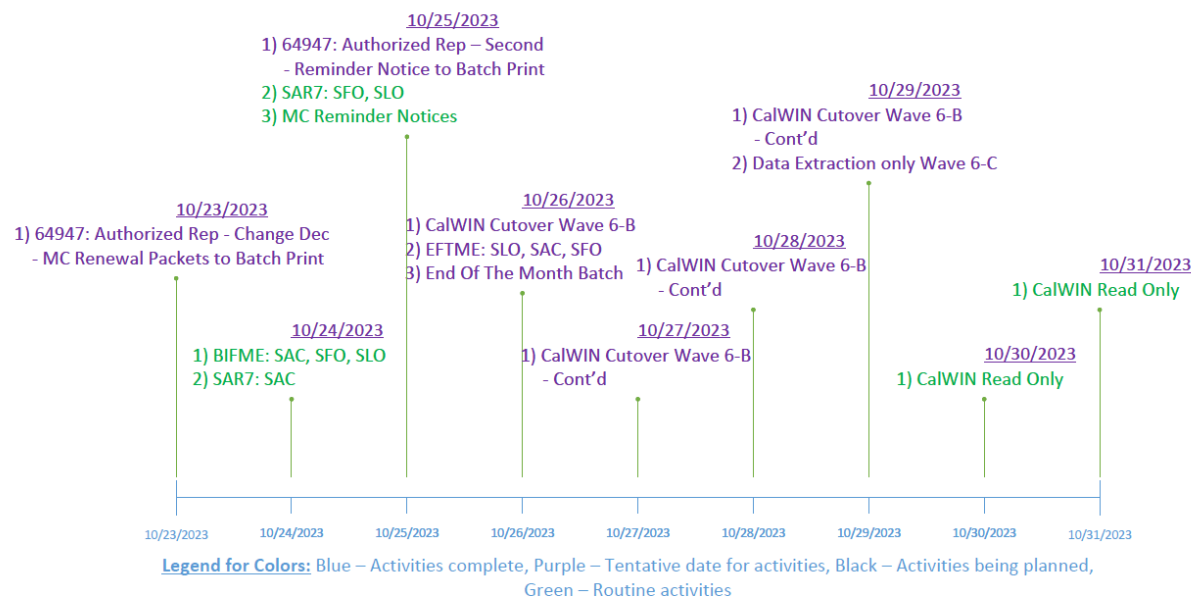 10/23/2023
1) 64947: Authorized Rep - Change Dec
- MC Renewal Packets to Batch Print
10/24/2023
1) BIFME: SAC, SFO, SLO
2) SAR7: SAC
10/25/2023
1) 64947: Authorized Rep – Second
- Reminder Notice to Batch Print
2) SAR7: SFO, SLO
3) MC Reminder Notices
10/26/2023
1) CalWIN Cutover Wave 6-B
2) EFTME: SLO, SAC, SFO
3) End Of The Month Batch
10/27/2023
1) CalWIN Cutover Wave 6-B
- Cont’d
10/28/2023
1) CalWIN Cutover Wave 6-B
- Cont’d
10/29/2023
1) CalWIN Cutover Wave 6-B
- Cont’d
2) Data Extraction only Wave 6-C
10/30/2023
1) CalWIN Read Only
10/31/2023
1) CalWIN Read Only
10/23/2023
10/24/2023
10/25/2023
10/26/2023
10/27/2023
10/28/2023
10/29/2023
10/30/2023
10/31/2023
Legend for Colors: Blue – Activities complete, Purple – Tentative date for activities, Black – Activities being planned,
Green – Routine activities